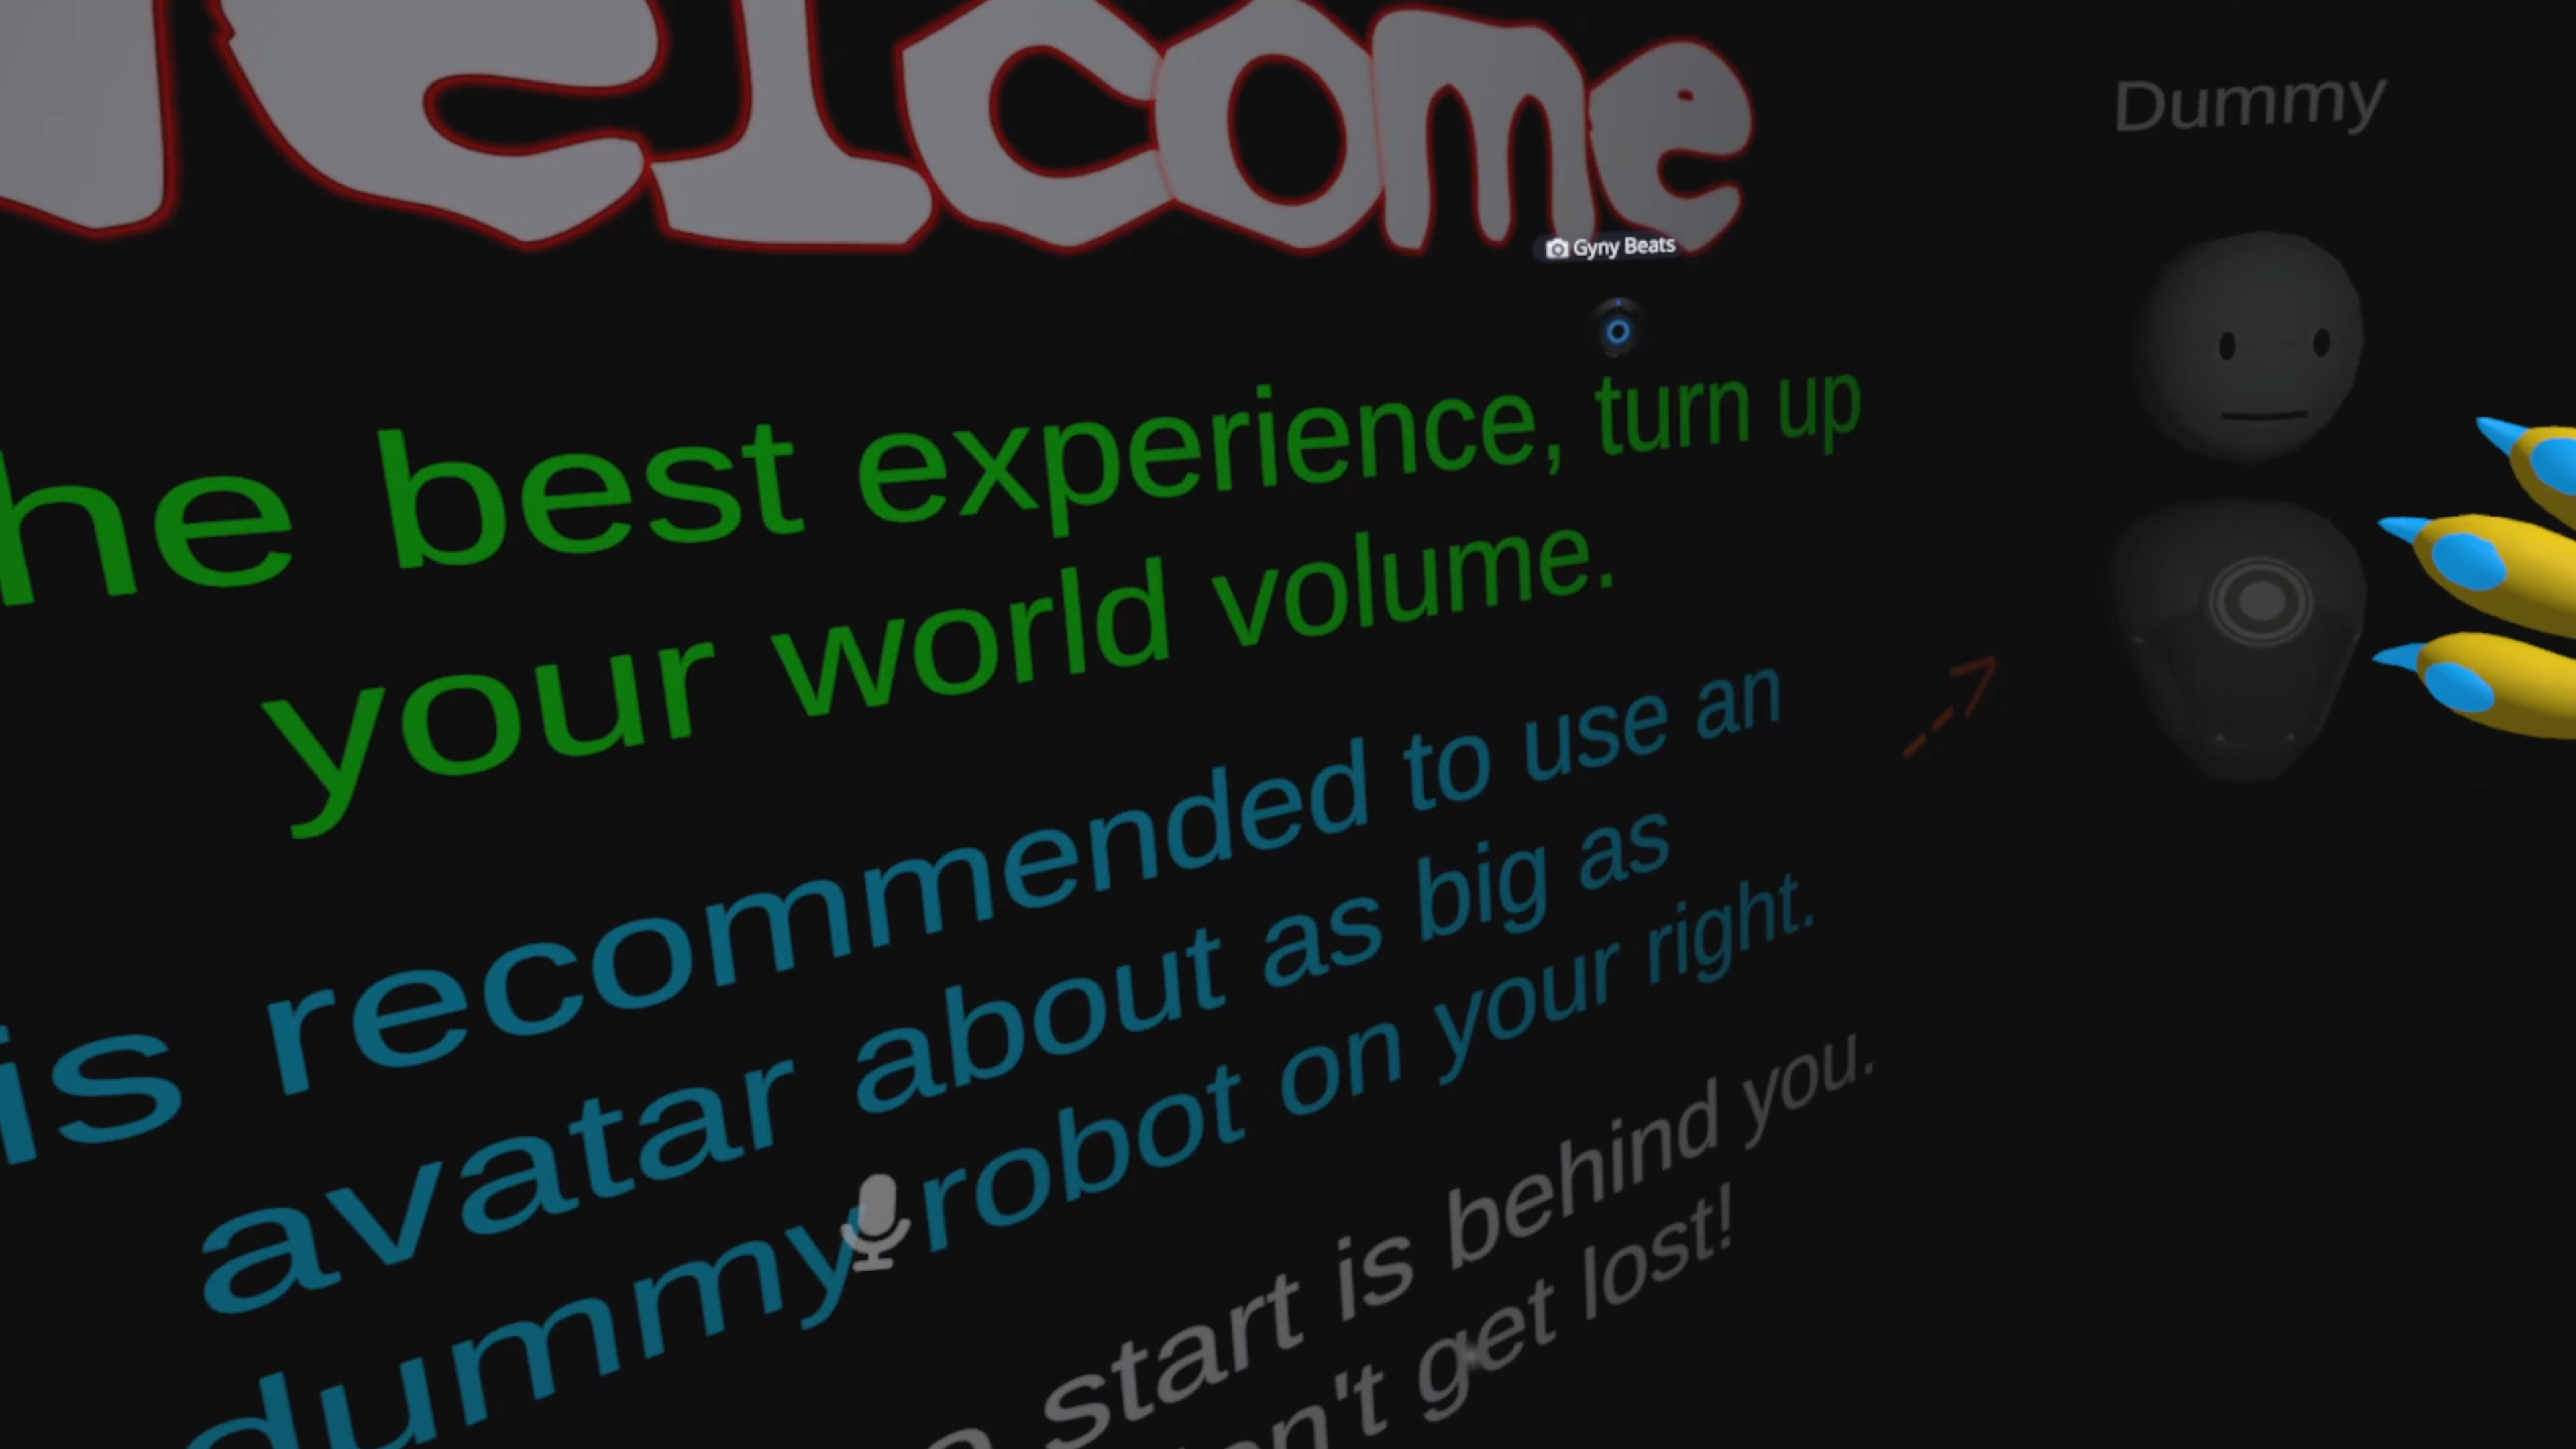 elcome
Dummy
Gyny Beats
he best experience, turn up
your world volume.
is recommended to use an
avatar about as big as
dummy robot on your right.
start is behind you.
n't get lost!